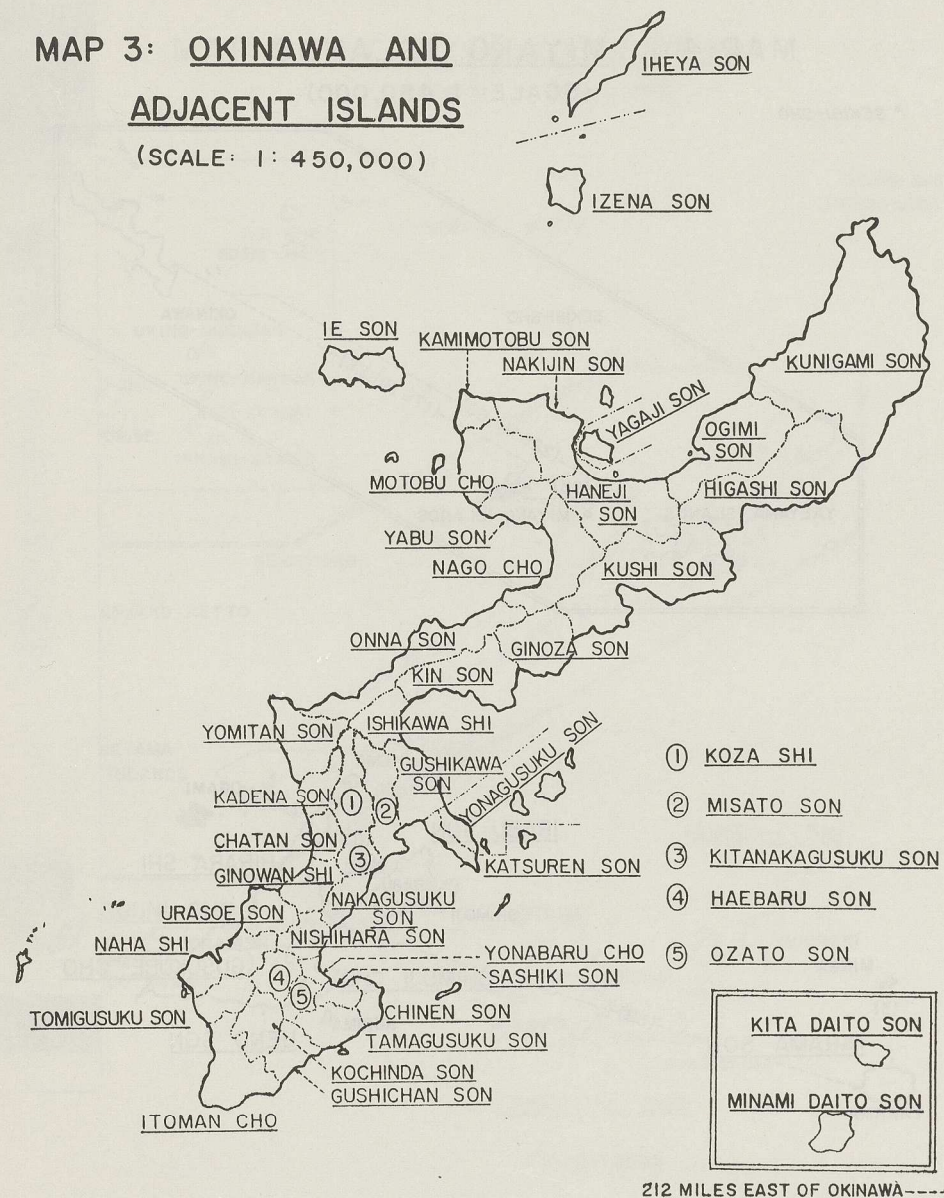 MAP 3: OKINAWA AND
ADJACENT ISLANDS
(SCALE: 1: 450,000)
IHEYA SON
IZENA SON
IE SON
KAMIMOTOBU SON
NAKIJIN SON
YAGAJI SON
KUNIGAMI SON
OGIMI
SON
MOTOBU CHO
HANEJI
SON
HIGASHI SON
YABU SON
NAGO CHO
KUSHI SON
ONNA SON
GINOZA SON
KIN SON
YOMITAN SON
ISHIKAWA SHI
GUSHIKAWA
SON
YONAGUSUKU SON
KADENA SON
1
2
CHATAN SON
3
GINOWAN SHI
KATSUREN SON
NAKAGUSUKU
SON
URASOE SON
NISHIHARA SON
NAHA SHI
YONABARU CHO
SASHIKI SON
4
5
TOMIGUSUKU SON
CHINEN SON
TAMAGUSUKU SON
KOCHINDA SON
GUSHICHAN SON
ITOMAN CHO
1 KOZA SHI
2 MISATO SON
3 KITANAKAGUSUKU SON
4 HAEBARU SON
5 OZATO SON
KITA DAITO SON
MINAMI DAITO SON
212 MILES EAST OF OKINAWA----